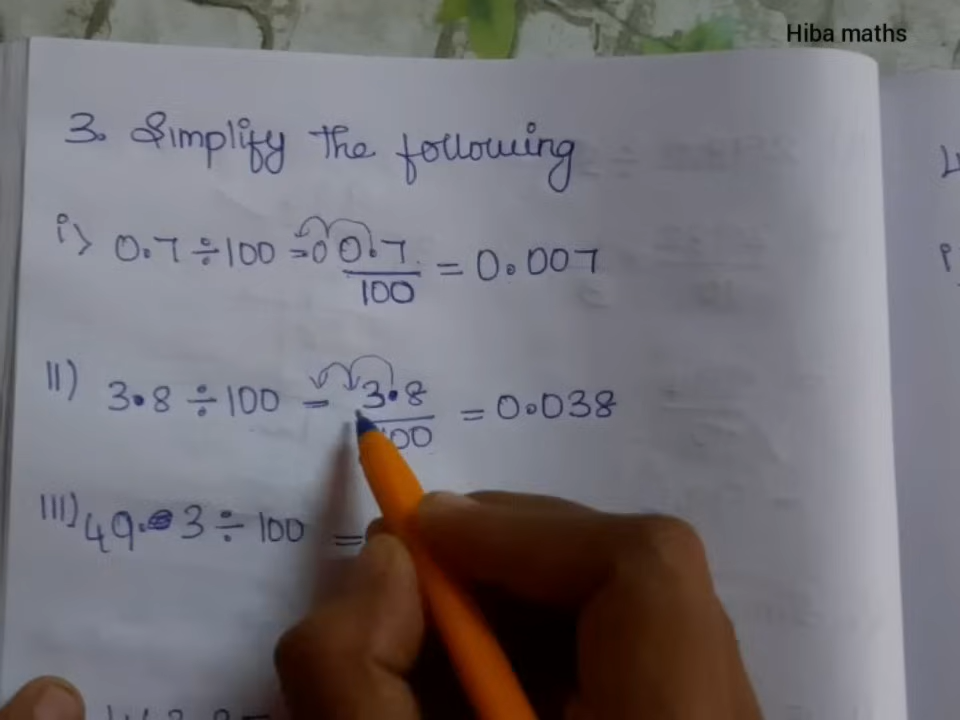 Hiba maths
3. Simplify the following
i) 0.7 ÷ 100 = 0 0.7/100 = 0.007
II) 3.8 ÷ 100 = 3.8/100 = 0.038
III) 49.3 ÷ 100 =